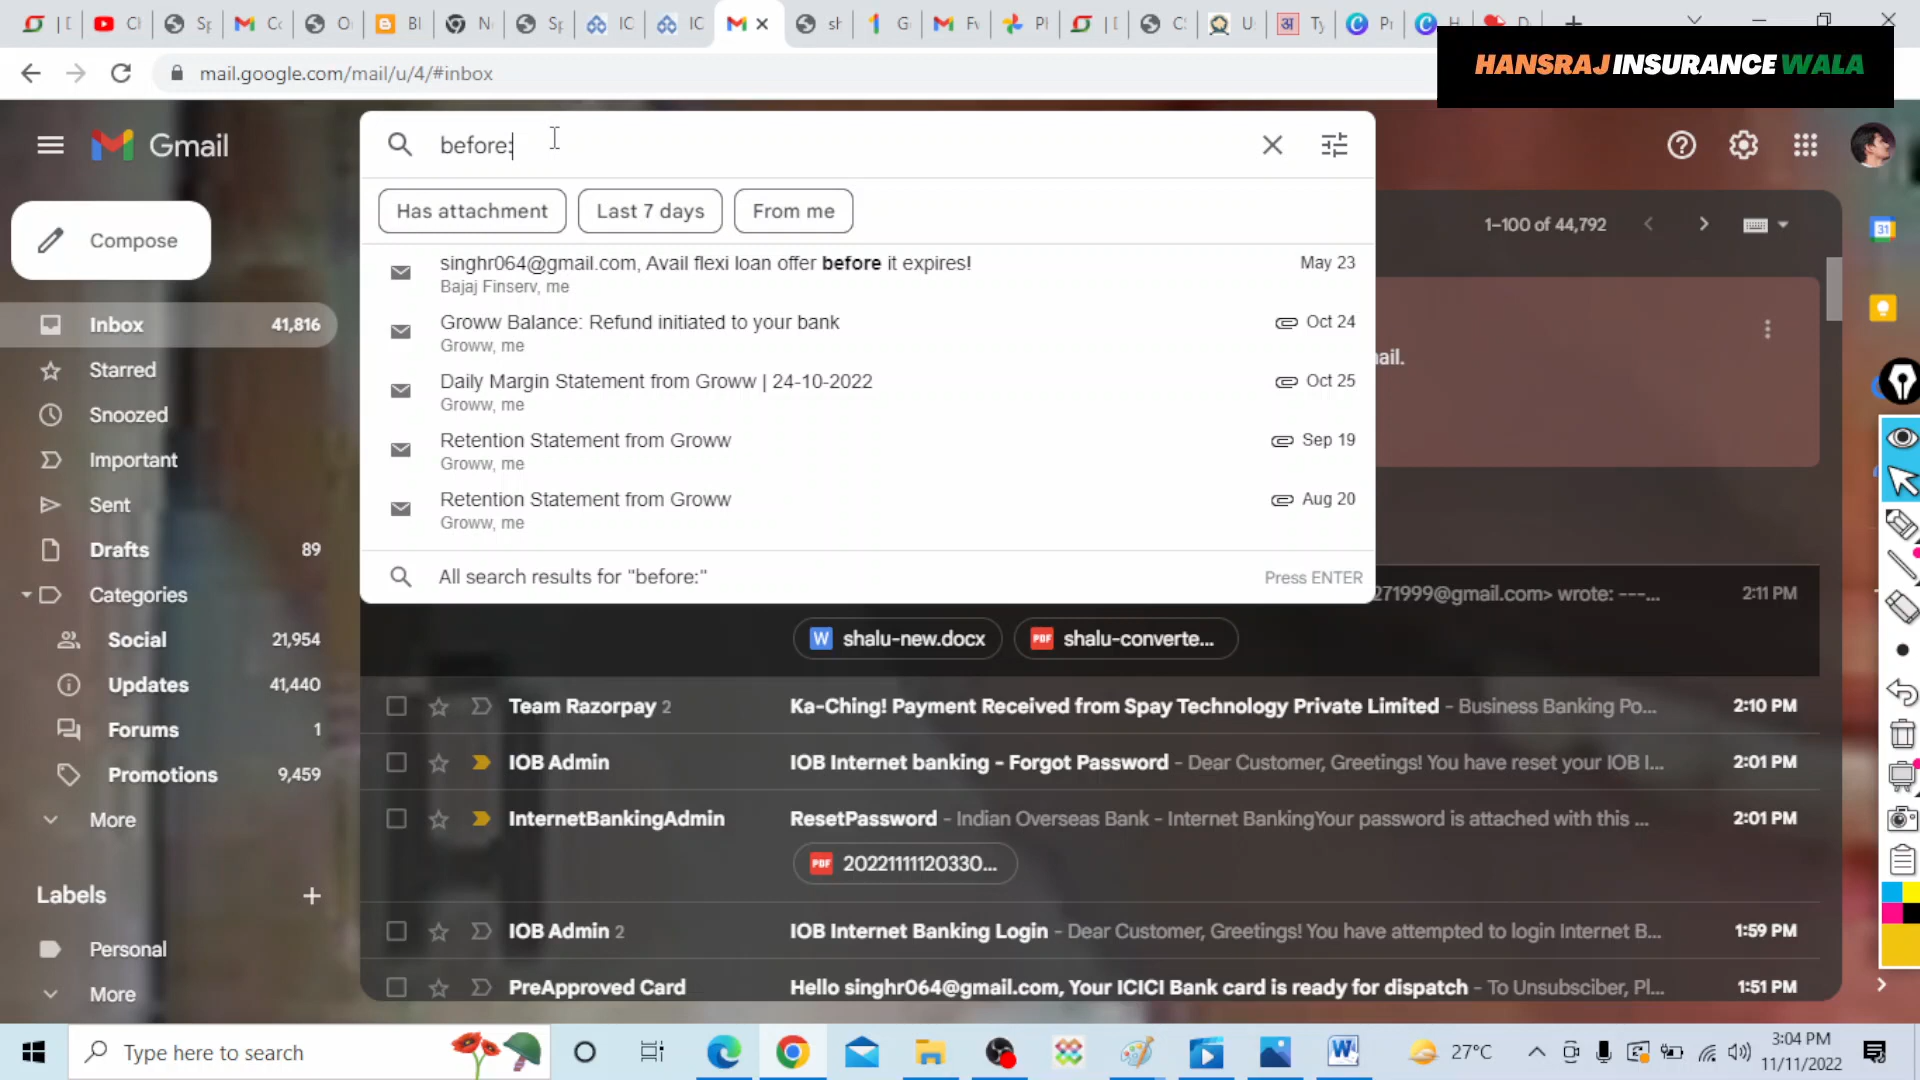 mail.google.com/mail/u/4/#inbox
HANSRAJ INSURANCE WALA
Gmail
before:
Has attachment
Last 7 days
From me
Compose
1–100 of 44,792
31
singhr064@gmail.com, Avail flexi loan offer before it expires!
May 23
Bajaj Finserv, me
Inbox
41,816
Groww Balance: Refund initiated to your bank
Oct 24
Groww, me
ail.
Starred
Daily Margin Statement from Groww | 24-10-2022
Oct 25
Groww, me
Snoozed
Important
Retention Statement from Groww
Sep 19
Groww, me
Sent
Retention Statement from Groww
Aug 20
Groww, me
Drafts
89
All search results for "before:"
Press ENTER
Categories
271999@gmail.com> wrote: ---...
2:11 PM
Social
21,954
shalu-new.docx
PDF shalu-converte...
Updates
41,440
Team Razorpay 2
Ka-Ching! Payment Received from Spay Technology Private Limited - Business Banking Po...
2:10 PM
Forums
1
IOB Admin
IOB Internet banking - Forgot Password - Dear Customer, Greetings! You have reset your IOB I...
2:01 PM
Promotions
9,459
More
InternetBankingAdmin
ResetPassword - Indian Overseas Bank - Internet BankingYour password is attached with this ...
2:01 PM
PDF 20221111120330...
Labels
IOB Admin 2
IOB Internet Banking Login - Dear Customer, Greetings! You have attempted to login Internet B...
1:59 PM
Personal
PreApproved Card
Hello singhr064@gmail.com, Your ICICI Bank card is ready for dispatch - To Unsubsciber, Pl...
1:51 PM
More
Type here to search
27°C
3:04 PM
11/11/2022